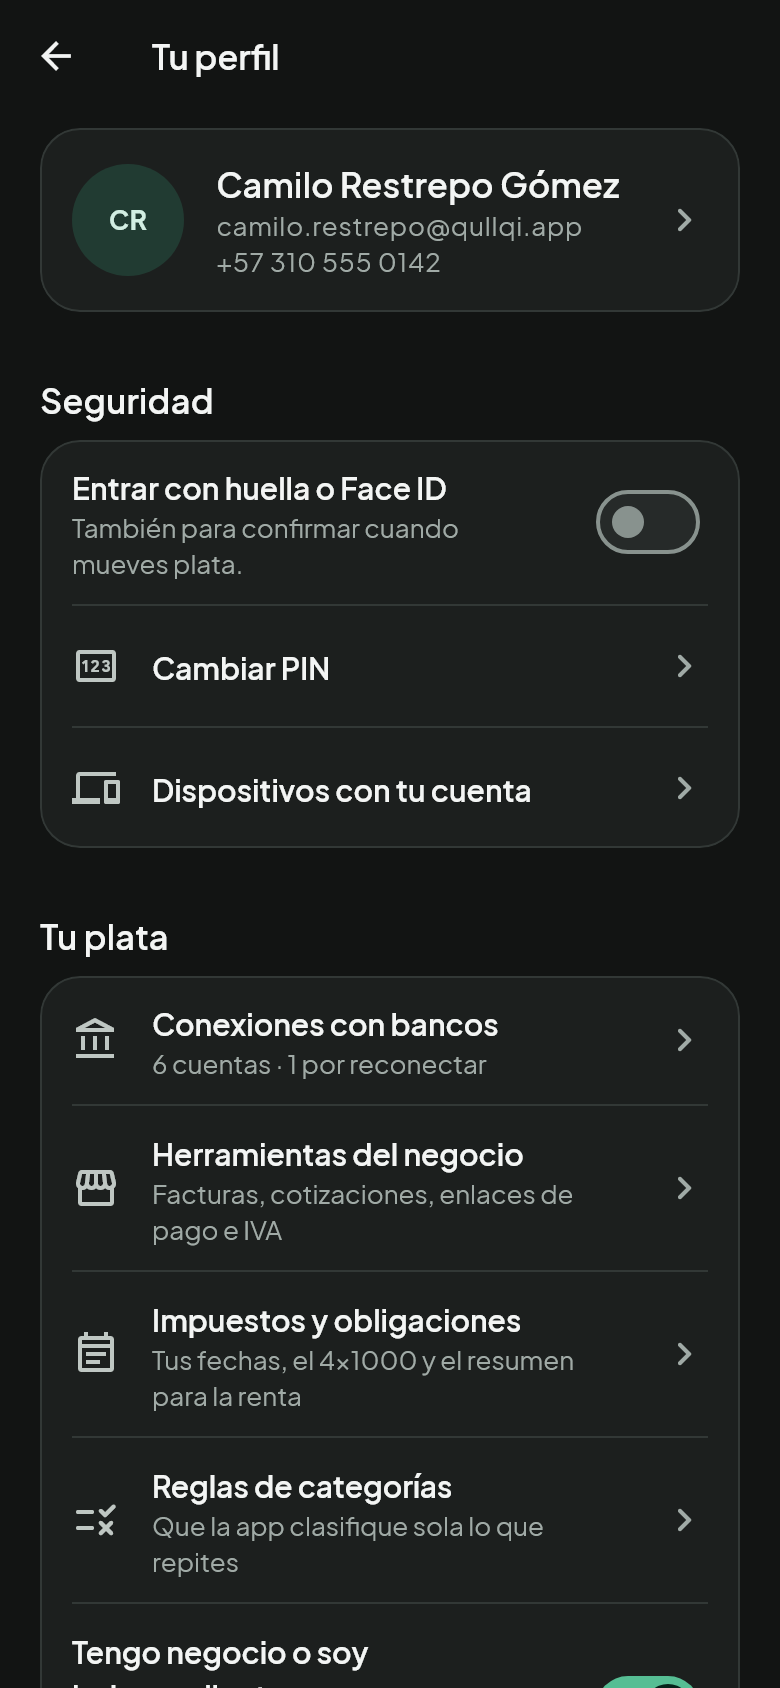 Tu perfil
CR
Camilo Restrepo Gómez
camilo.restrepo@qullqi.app
+57 310 555 0142
Seguridad
Entrar con huella o Face ID
También para confirmar cuando
mueves plata.
123
Cambiar PIN
Dispositivos con tu cuenta
Tu plata
Conexiones con bancos
6 cuentas · 1 por reconectar
Herramientas del negocio
Facturas, cotizaciones, enlaces de
pago e IVA
Impuestos y obligaciones
Tus fechas, el 4×1000 y el resumen
para la renta
Reglas de categorías
Que la app clasifique sola lo que
repites
Tengo negocio o soy